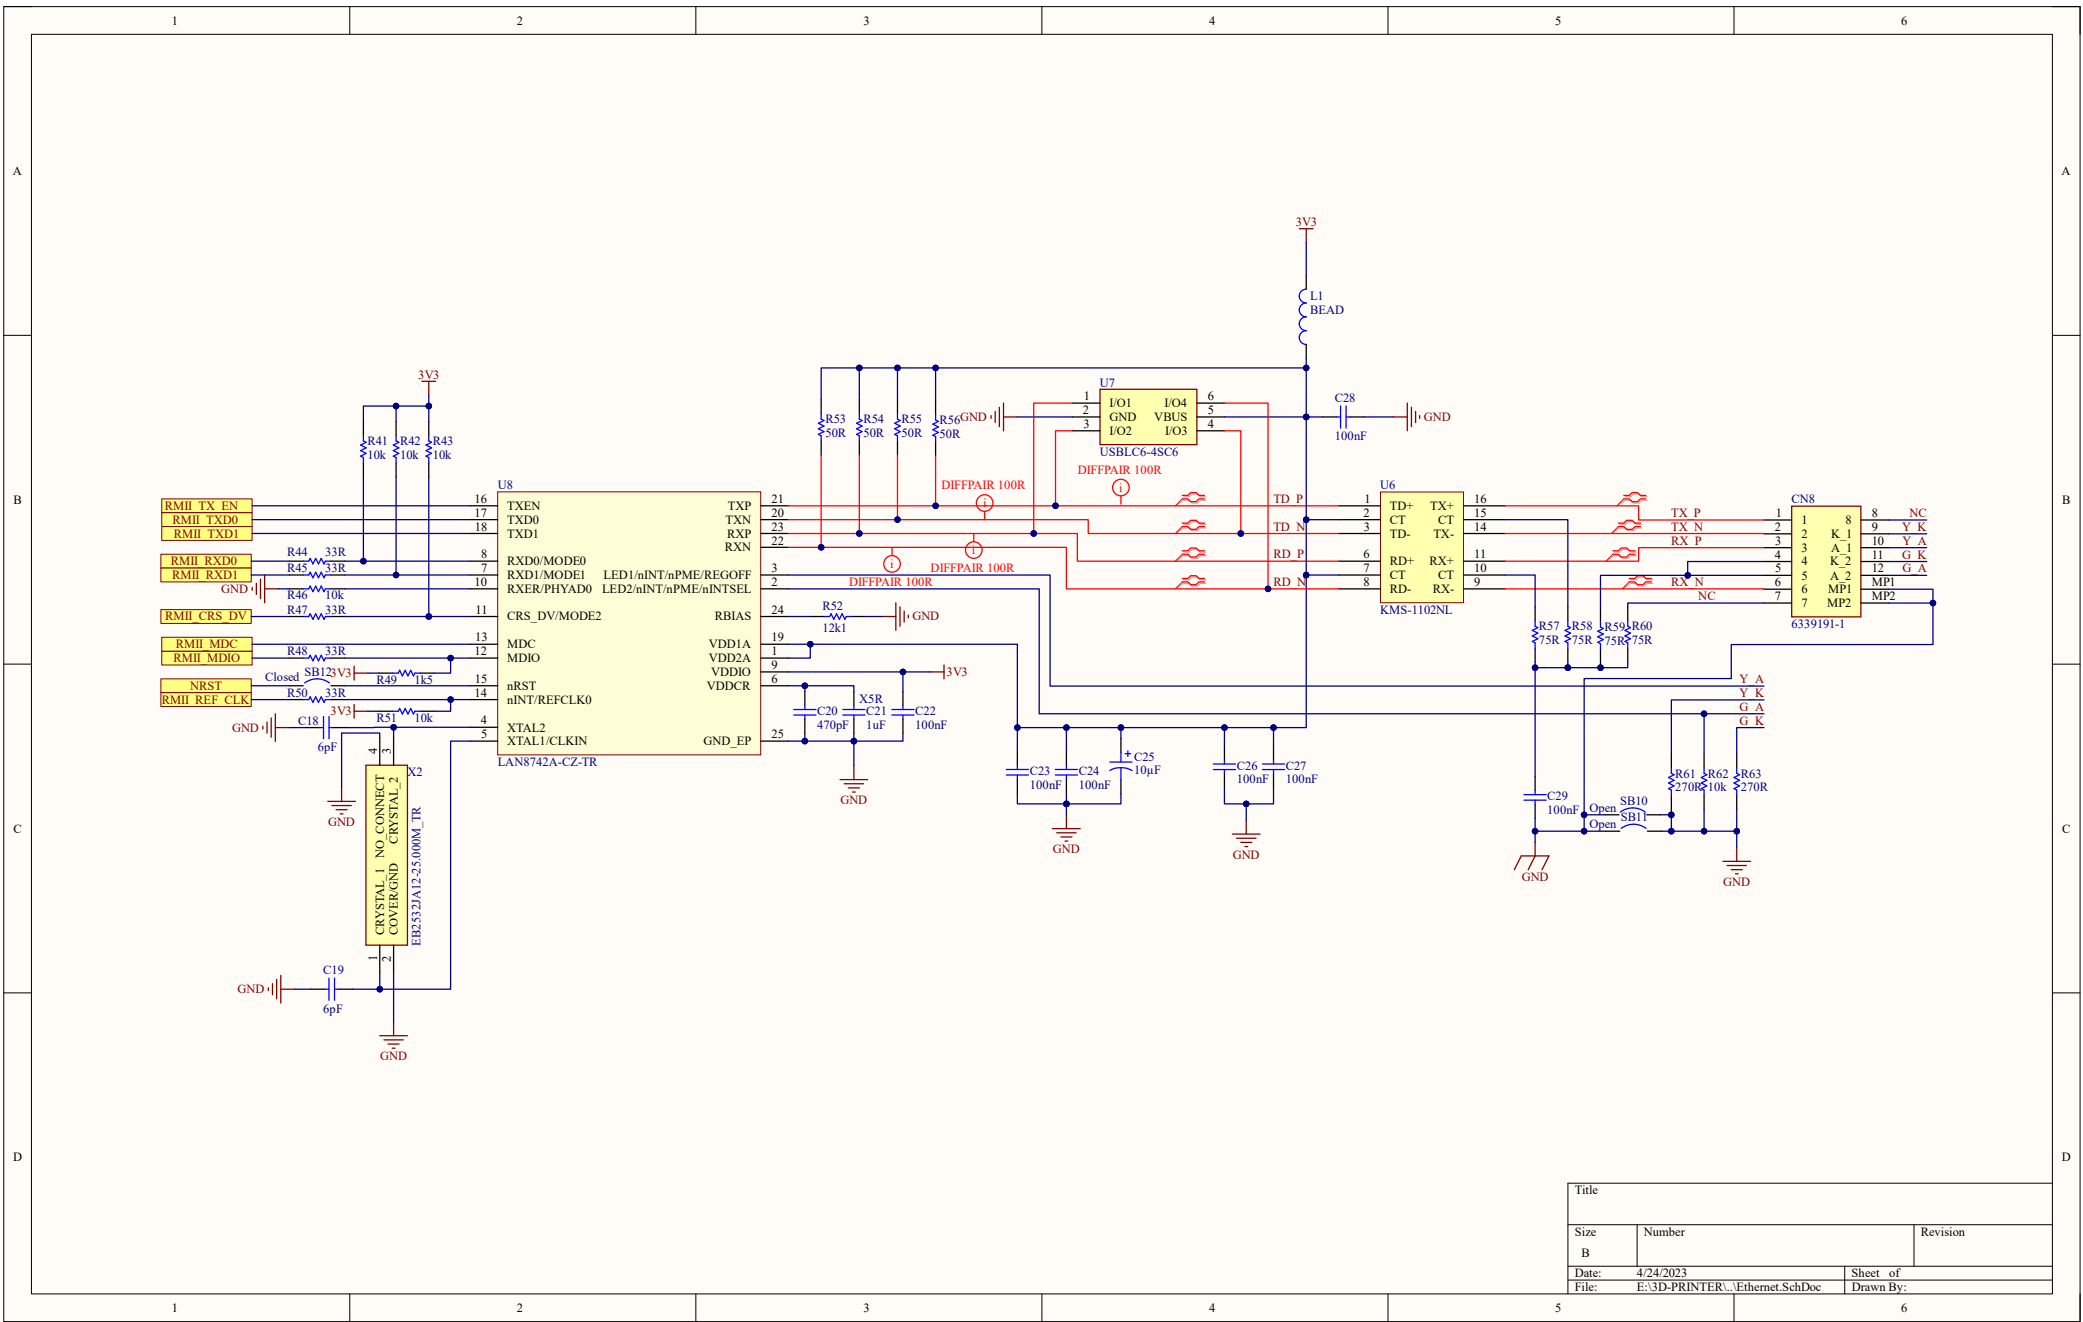 1 2 3 4 5 6
A A
3V3
L1
BEAD
B B
3V3
R41
10k
R42
10k
R43
10k
R53
50R
R54
50R
R55
50R
R56
50R
GND
U7
1 I/O1 I/O4 6
2 GND VBUS 5
3 I/O2 I/O3 4
USBLC6-4SC6
C28
100nF
GND
DIFFPAIR 100R
DIFFPAIR 100R
DIFFPAIR 100R
DIFFPAIR 100R
RMII_TX_EN
RMII_TXD0
RMII_TXD1
RMII_RXD0
RMII_RXD1
GND
RMII_CRS_DV
RMII_MDC
RMII_MDIO
NRST
RMII_REF_CLK
R44 33R
R45 33R
R46 10k
R47 33R
R48 33R
3V3
R49 1k5
Closed SB12
R50 33R
3V3
R51 10k
U8
16 TXEN TXP 21
17 TXD0 TXN 20
18 TXD1 RXP 23
RXN 22
8 RXD0/MODE0
7 RXD1/MODE1 LED1/nINT/nPME/REGOFF 3
10 RXER/PHYAD0 LED2/nINT/nPME/nINTSEL 2
11 CRS_DV/MODE2 RBIAS 24
13 MDC VDD1A 19
12 MDIO VDD2A 1
VDDIO 9
15 nRST VDDCR 6
14 nINT/REFCLK0
4 XTAL2
5 XTAL1/CLKIN GND_EP 25
LAN8742A-CZ-TR
R52
12k1
GND
3V3
C20
470pF
X5R
C21
1uF
C22
100nF
GND
GND
C18
6pF
4 3
X2
CRYSTAL_1 NO_CONNECT
COVER/GND CRYSTAL_2
EB2532JA12-25.000M_TR
1 2
GND
GND
C19
6pF
GND
C23
100nF
C24
100nF
C25
10µF
+
GND
C26
100nF
C27
100nF
GND
TD_P
TD_N
RD_P
RD_N
U6
1 TD+ TX+ 16
2 CT CT 15
3 TD- TX- 14
6 RD+ RX+ 11
7 CT CT 10
8 RD- RX- 9
KMS-1102NL
TX_P
TX_N
RX_P
RX_N
NC
CN8
1 1 8 8 NC
2 2 K_1 9 Y_K
3 3 A_1 10 Y_A
4 4 K_2 11 G_K
5 5 A_2 12 G_A
6 6 MP1 MP1
7 7 MP2 MP2
6339191-1
R57
75R
R58
75R
R59
75R
R60
75R
Y_A
Y_K
G_A
G_K
C29
100nF
Open SB10
Open SB11
R61
270R
R62
10k
R63
270R
GND
GND
C C
D D
Title
Size Number Revision
B
Date: 4/24/2023 Sheet of
File: E:\3D-PRINTER\..\Ethernet.SchDoc Drawn By:
1 2 3 4 5 6